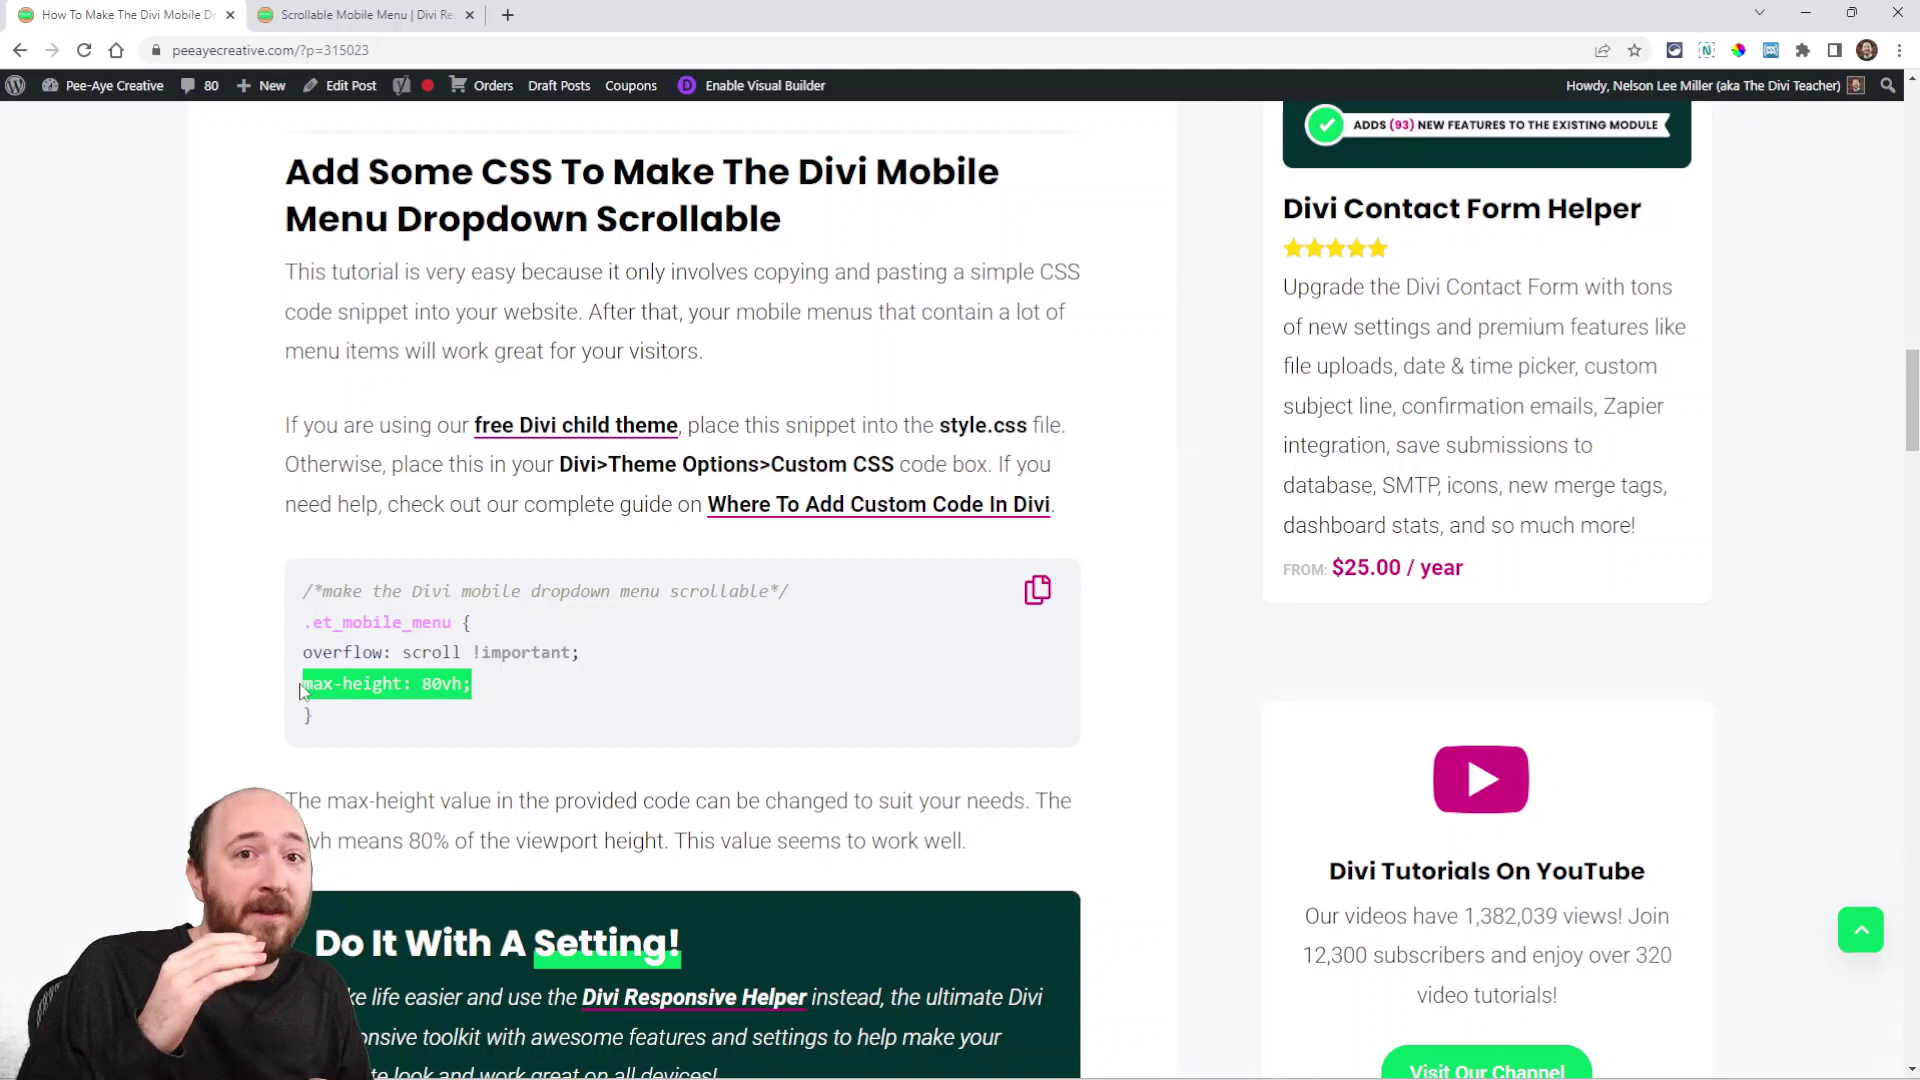 How To Make The Divi Mobile Dr
Scrollable Mobile Menu | Divi Re
peeayecreative.com/?p=315023
Pee-Aye Creative
80
New
Edit Post
Orders
Draft Posts
Coupons
Enable Visual Builder
Howdy, Nelson Lee Miller (aka The Divi Teacher)
Add Some CSS To Make The Divi Mobile
Menu Dropdown Scrollable
This tutorial is very easy because it only involves copying and pasting a simple CSS
code snippet into your website. After that, your mobile menus that contain a lot of
menu items will work great for your visitors.
If you are using our free Divi child theme, place this snippet into the style.css file.
Otherwise, place this in your Divi>Theme Options>Custom CSS code box. If you
need help, check out our complete guide on Where To Add Custom Code In Divi.
/*make the Divi mobile dropdown menu scrollable*/
.et_mobile_menu {
overflow: scroll !important;
max-height: 80vh;
}
The max-height value in the provided code can be changed to suit your needs. The
vh means 80% of the viewport height. This value seems to work well.
Do It With A Setting!
ke life easier and use the Divi Responsive Helper instead, the ultimate Divi
onsive toolkit with awesome features and settings to help make your
te look and work great on all devices!
ADDS (93) NEW FEATURES TO THE EXISTING MODULE
Divi Contact Form Helper
Upgrade the Divi Contact Form with tons
of new settings and premium features like
file uploads, date & time picker, custom
subject line, confirmation emails, Zapier
integration, save submissions to
database, SMTP, icons, new merge tags,
dashboard stats, and so much more!
FROM: $25.00 / year
Divi Tutorials On YouTube
Our videos have 1,382,039 views! Join
12,300 subscribers and enjoy over 320
video tutorials!
Visit Our Channel